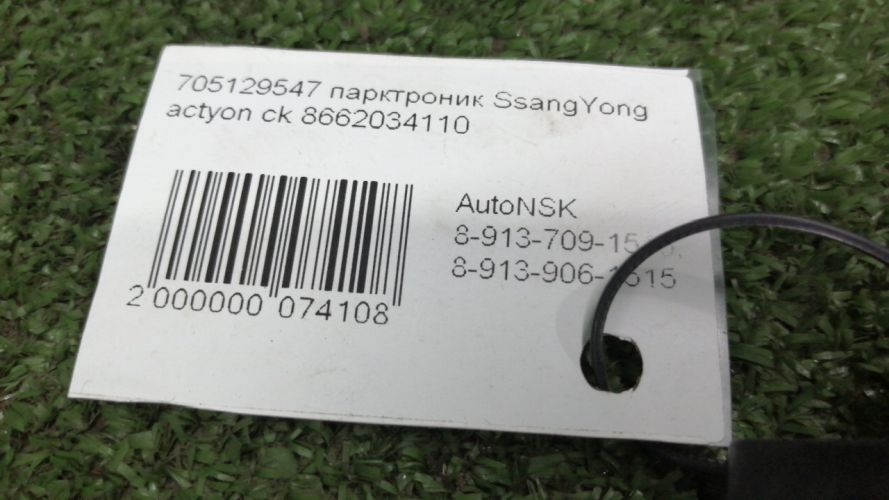 705129547 парктроник SsangYong
actyon ck 8662034110
AutoNSK
2 000000 074108